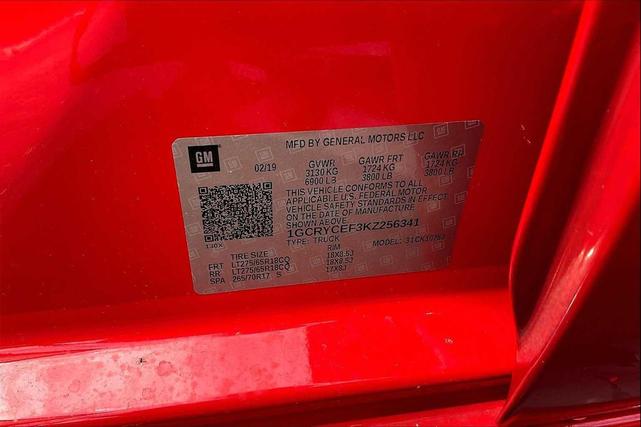 MFD BY GENERAL MOTORS LLC
GM
02/19 GVWR GAWR FRT GAWR RR
3130 KG 1724 KG 1724 KG
6900 LB 3800 LB 3800 LB
THIS VEHICLE CONFORMS TO ALL
APPLICABLE U.S. FEDERAL MOTOR
VEHICLE SAFETY STANDARDS IN EFFECT
ON THE DATE OF MANUFACTURE
SHOWN ABOVE
1GCRYCEF3KZ256341
TYPE: TRUCK MODEL:
TIRE SIZE RIM
FRT LT275/65R18CQ 18X8.5J
RR LT275/65R18CQ 18X8.5J
SPA 265/70R17 S 17X8J